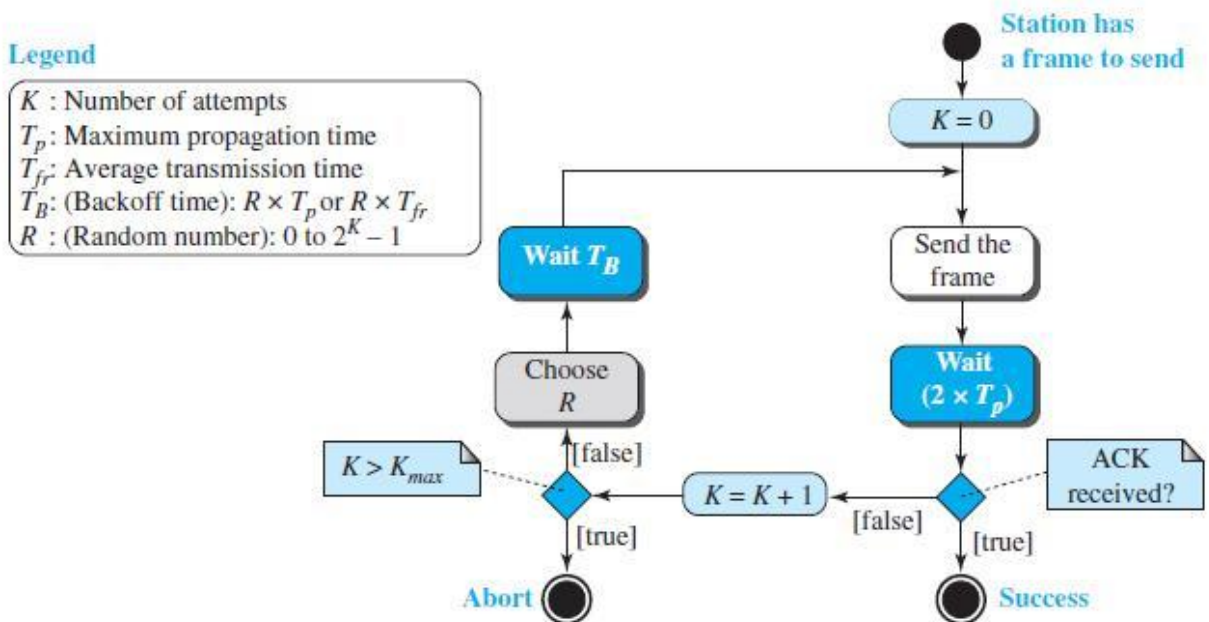 Legend
K : Number of attempts
Tp: Maximum propagation time
Tfr: Average transmission time
TB: (Backoff time): R × Tp or R × Tfr
R : (Random number): 0 to 2^K – 1
Station has
a frame to send
K = 0
Wait TB
Send the
frame
Choose
R
Wait
(2 × Tp)
[false]
K > Kmax
K = K + 1
ACK
received?
[false]
[true]
[true]
Abort
Success